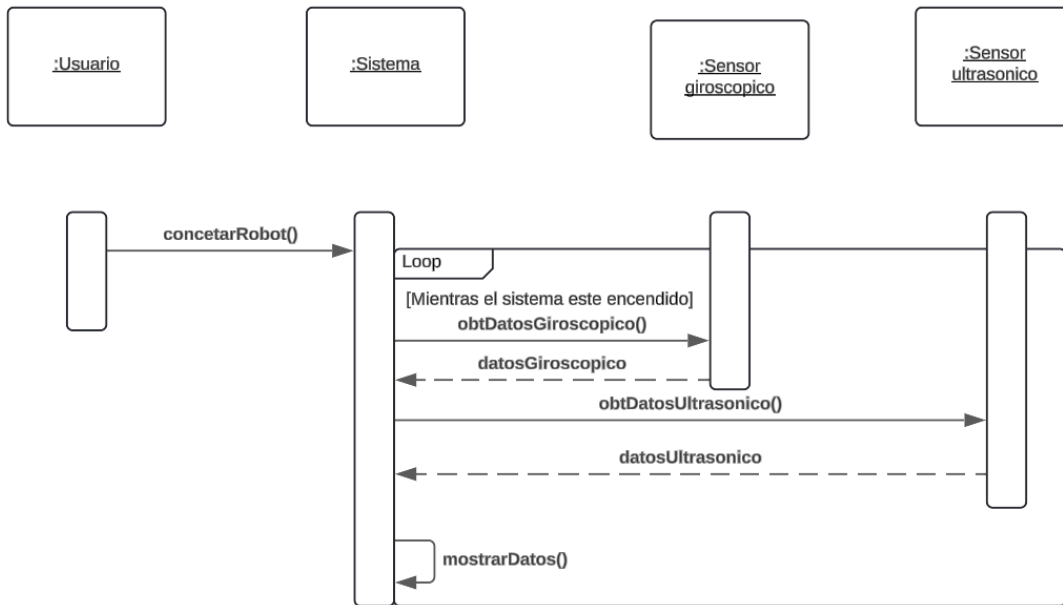 :Usuario
:Sistema
:Sensor
giroscopico
:Sensor
ultrasonico
concetarRobot()
Loop
[Mientras el sistema este encendido]
obtDatosGiroscopico()
datosGiroscopico
obtDatosUltrasonico()
datosUltrasonico
mostrarDatos()